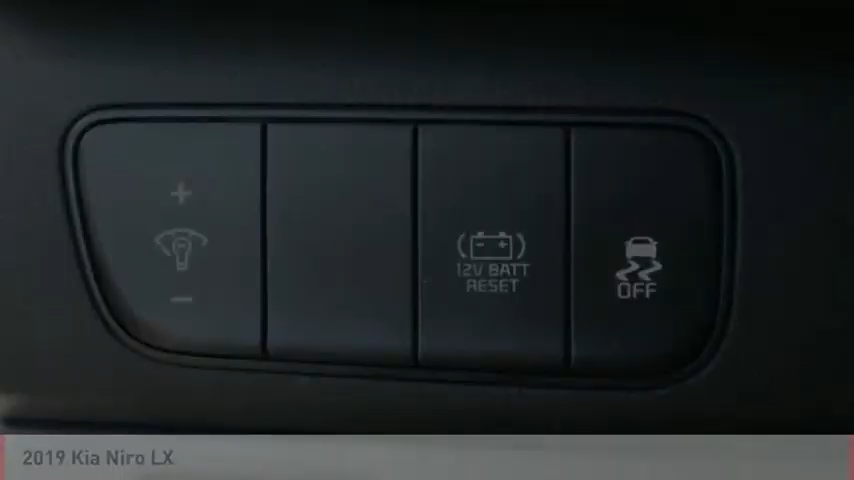 +
−
12V BATT
RESET
OFF
2019 Kia Niro LX